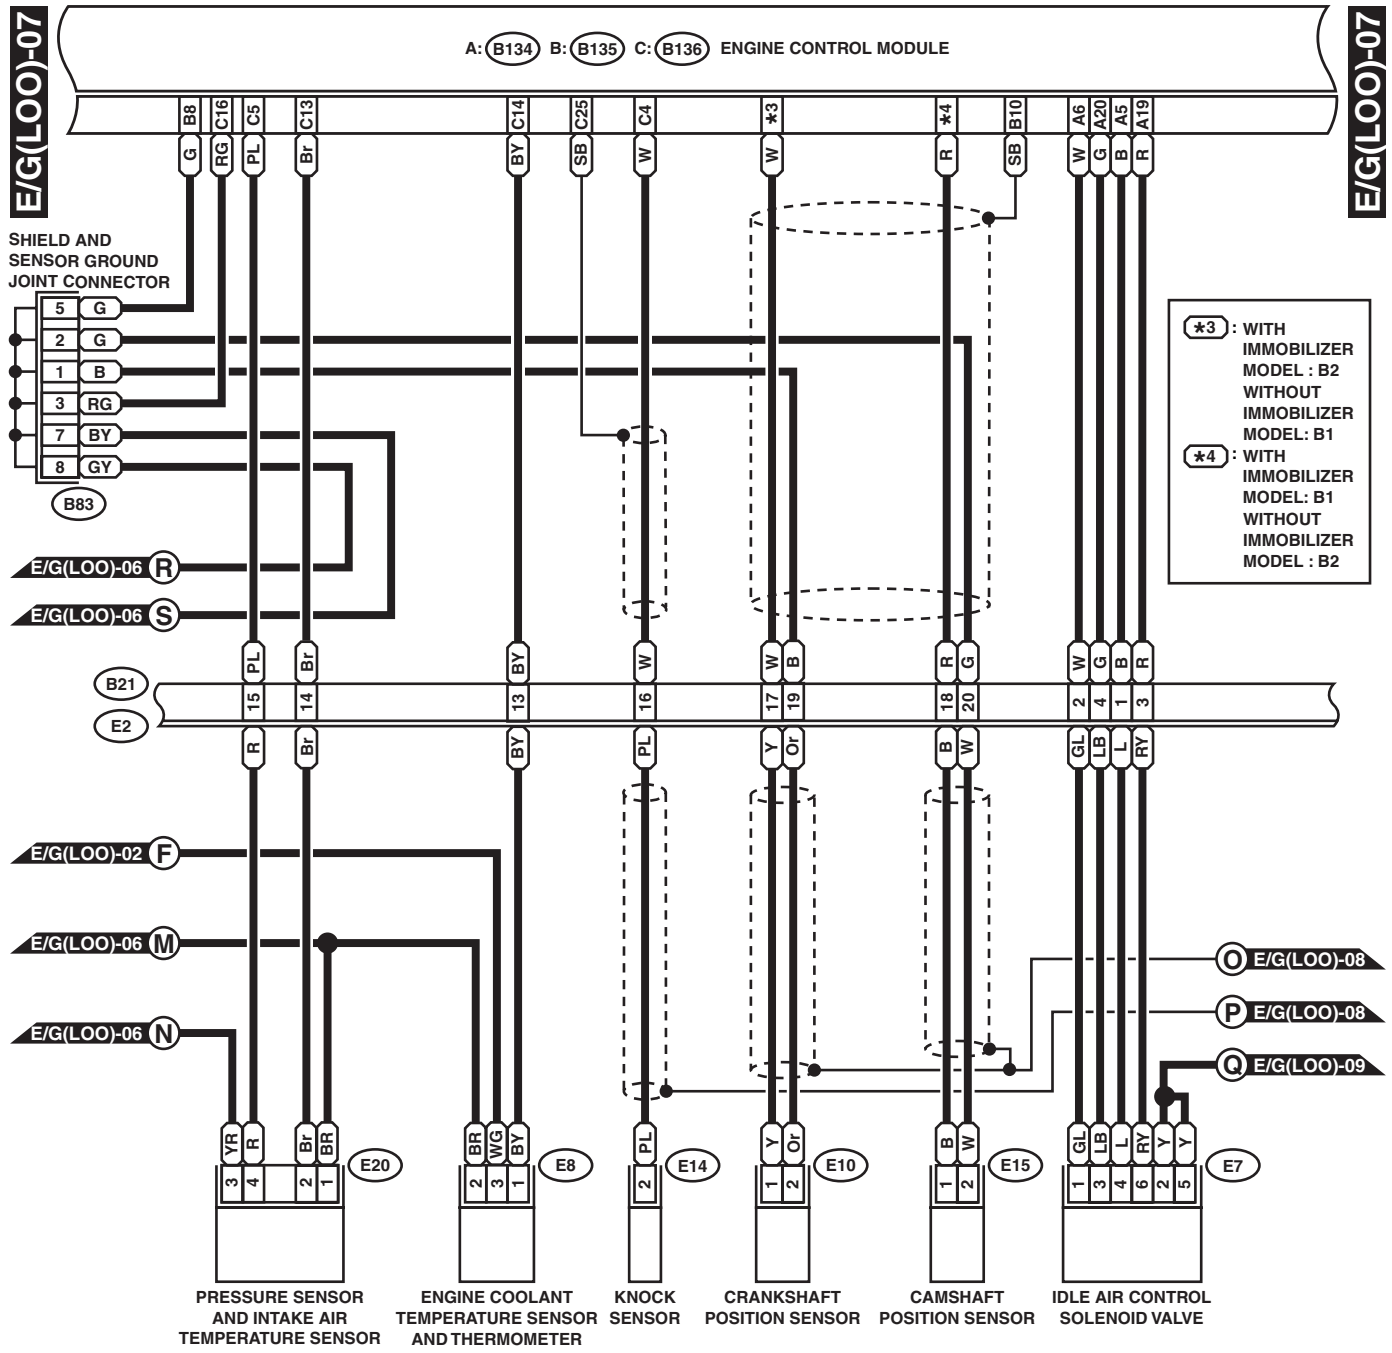 E/G(LOO)-07
E/G(LOO)-07
A: B134 B: B135 C: B136 ENGINE CONTROL MODULE
B8 C16 C5 C13 C14 C25 C4 *3 *4 B10 A6 A20 A5 A19
G RG PL Br BY SB W W R SB W G B R
SHIELD AND
SENSOR GROUND
JOINT CONNECTOR
5 G
2 G
1 B
3 RG
7 BY
8 GY
B83
*3 : WITH
IMMOBILIZER
MODEL : B2
WITHOUT
IMMOBILIZER
MODEL: B1
*4 : WITH
IMMOBILIZER
MODEL: B1
WITHOUT
IMMOBILIZER
MODEL : B2
E/G(LOO)-06 R
E/G(LOO)-06 S
PL Br BY W W B R G W G B R
B21
15 14 13 16 17 19 18 20 2 4 1 3
E2
R Br BY PL Y Or B W GL LB L RY
E/G(LOO)-02 F
E/G(LOO)-06 M
O E/G(LOO)-08
P E/G(LOO)-08
E/G(LOO)-06 N
Q E/G(LOO)-09
YR R Br BR BR WG BY PL Y Or B W GL LB L RY Y Y
E20 E8 E14 E10 E15 E7
3 4 2 1 2 3 1 2 1 2 1 2 1 3 4 6 2 5
PRESSURE SENSOR
AND INTAKE AIR
TEMPERATURE SENSOR
ENGINE COOLANT
TEMPERATURE SENSOR
AND THERMOMETER
KNOCK
SENSOR
CRANKSHAFT
POSITION SENSOR
CAMSHAFT
POSITION SENSOR
IDLE AIR CONTROL
SOLENOID VALVE